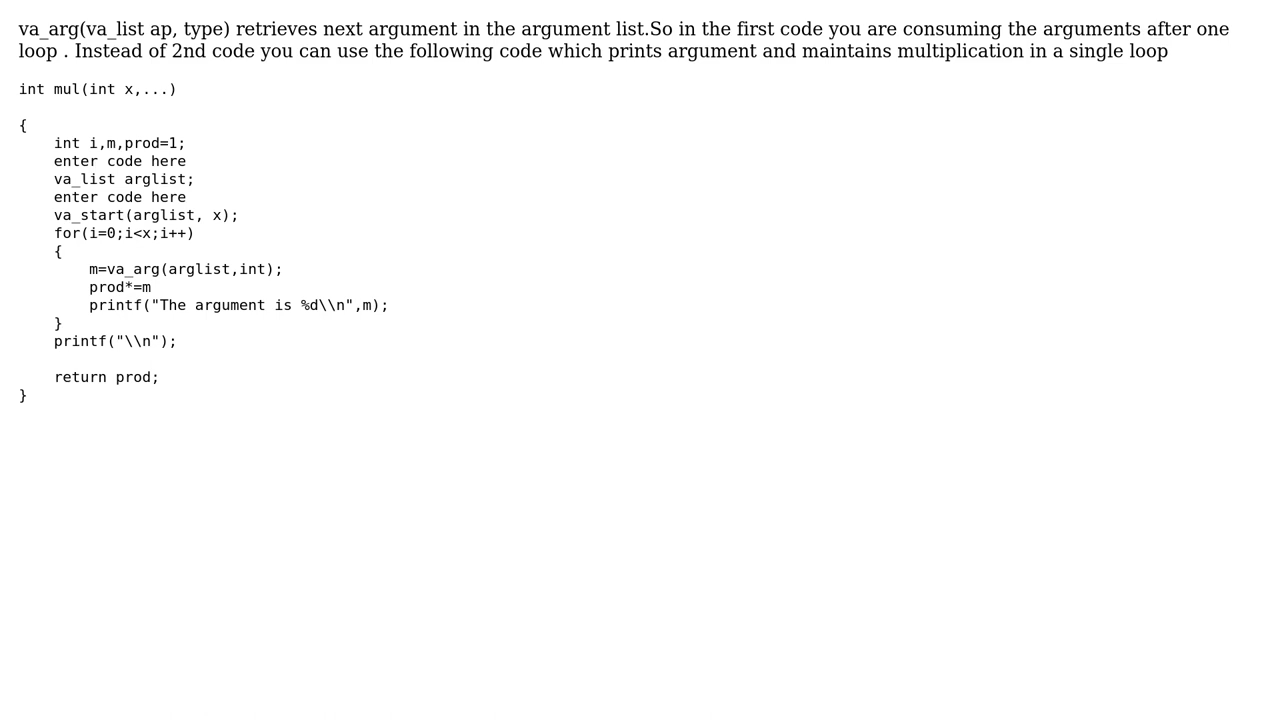 va_arg(va_list ap, type) retrieves next argument in the argument list.So in the first code you are consuming the arguments after one
loop . Instead of 2nd code you can use the following code which prints argument and maintains multiplication in a single loop
int mul(int x,...)
{
    int i,m,prod=1;
    enter code here
    va_list arglist;
    enter code here
    va_start(arglist, x);
    for(i=0;i<x;i++)
    {
        m=va_arg(arglist,int);
        prod*=m
        printf("The argument is %d\\n",m);
    }
    printf("\\n");
    return prod;
}